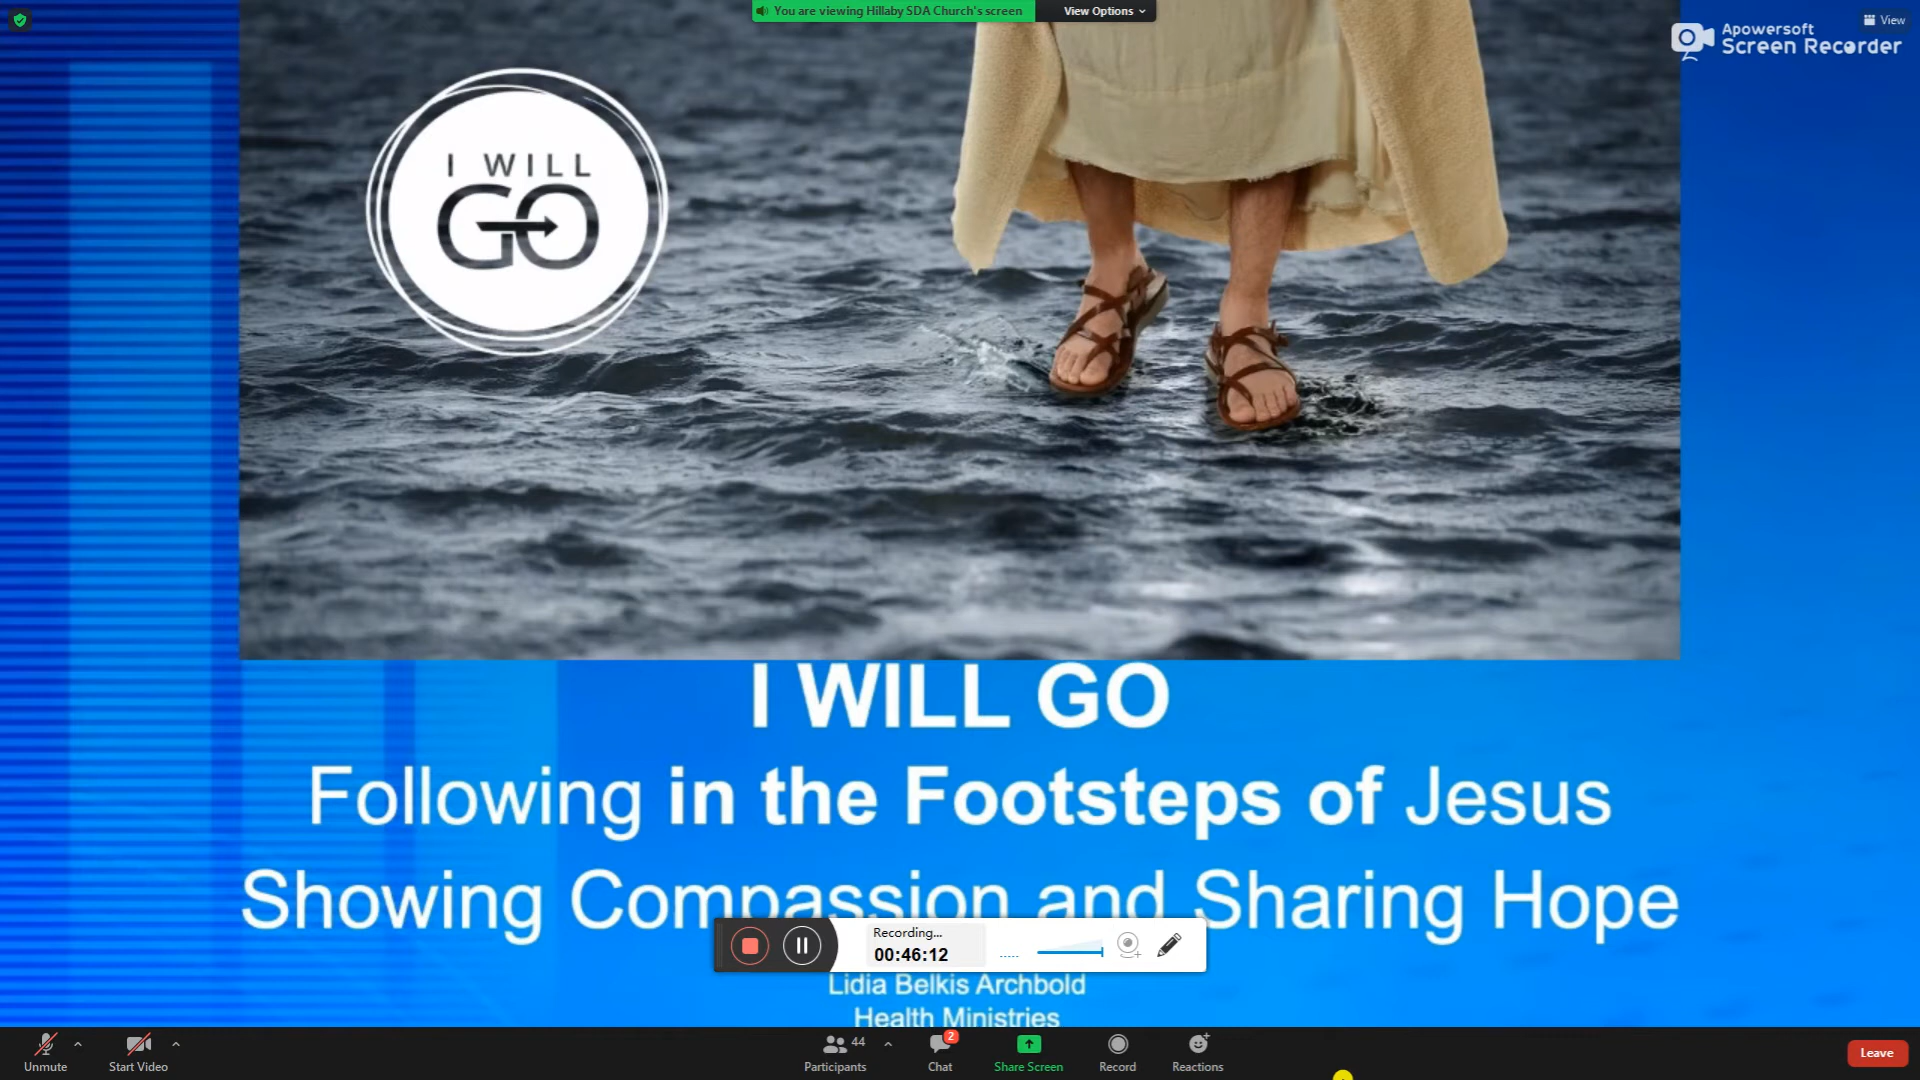 You are viewing Hillaby SDA Church's screen
View Options
View
Apowersoft
Screen Recorder
I WILL
GO
I WILL GO
Following in the Footsteps of Jesus
Showing Compassion and Sharing Hope
Recording...
00:46:12
Lidia Belkis Archbold
Health Ministries
Unmute
Start Video
44
Participants
2
Chat
Share Screen
Record
Reactions
Leave